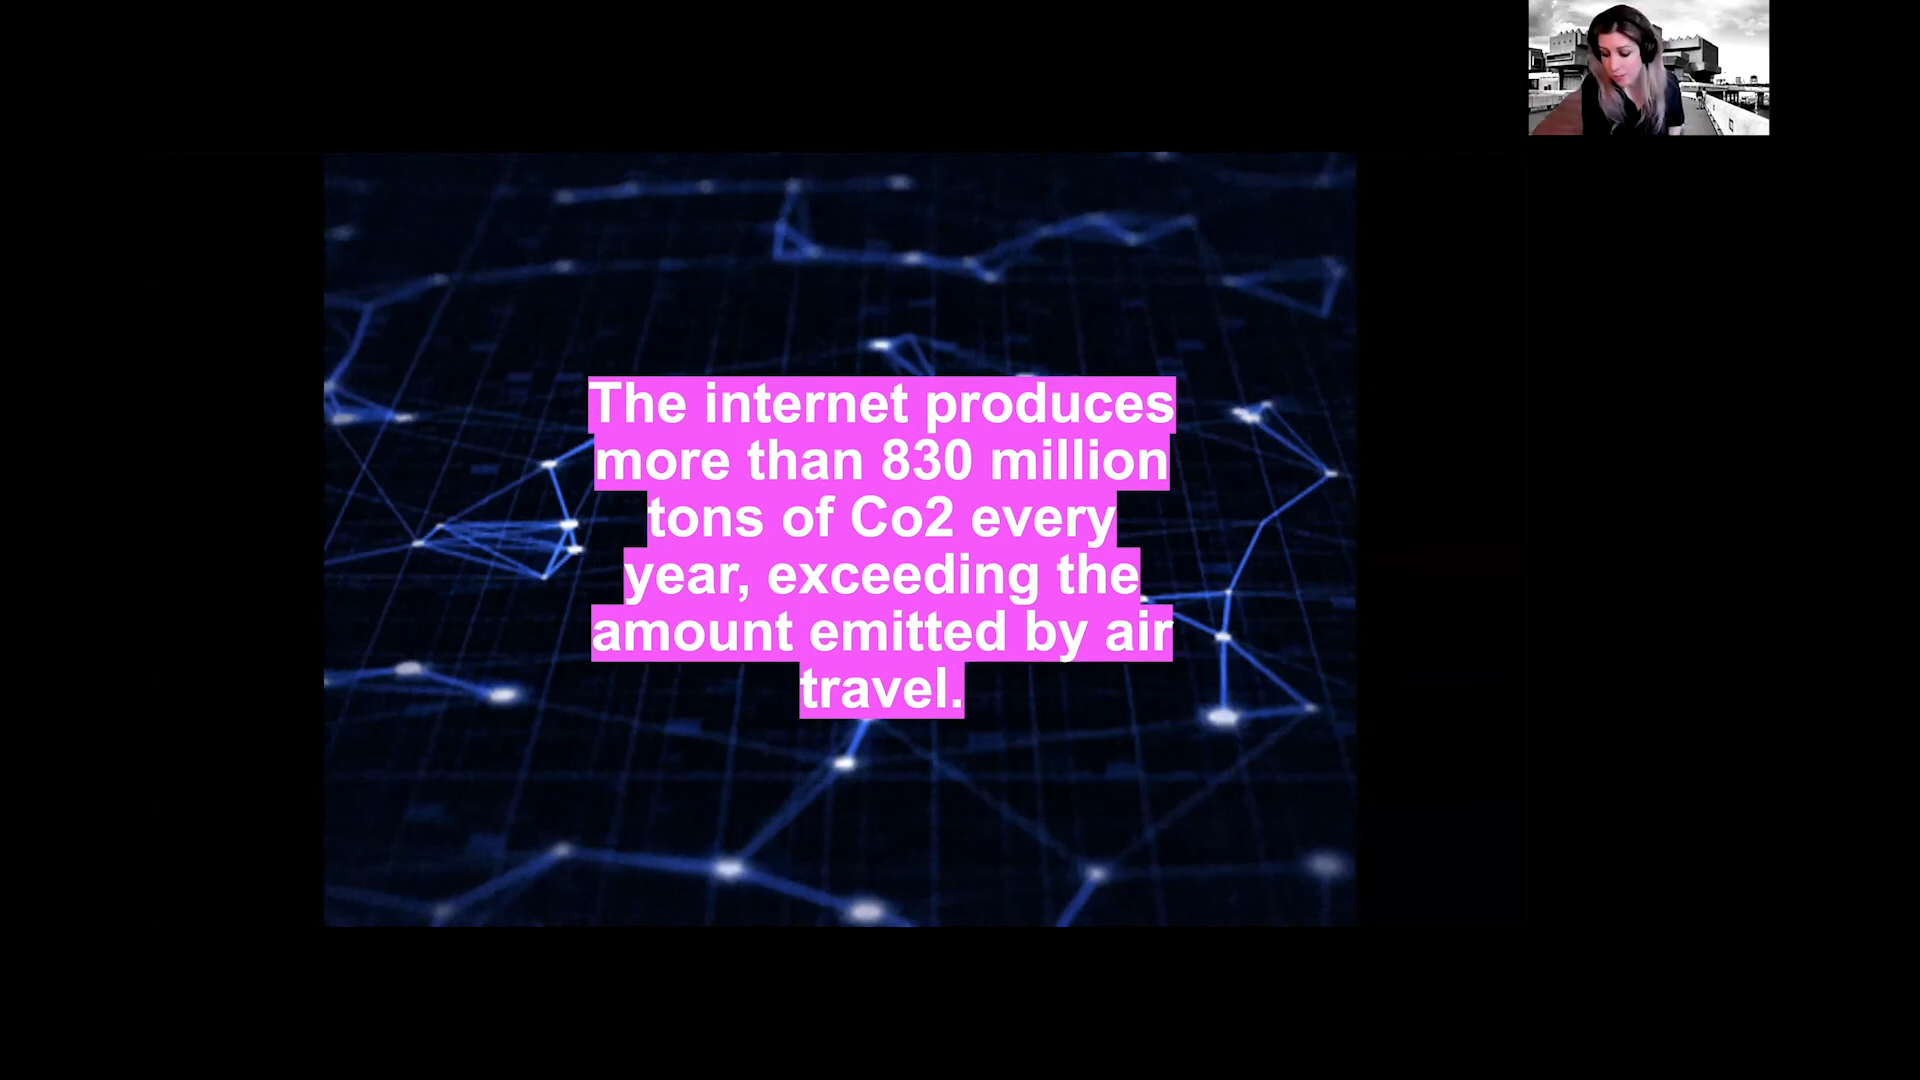 The internet produces
more than 830 million
tons of Co2 every
year, exceeding the
amount emitted by air
travel.